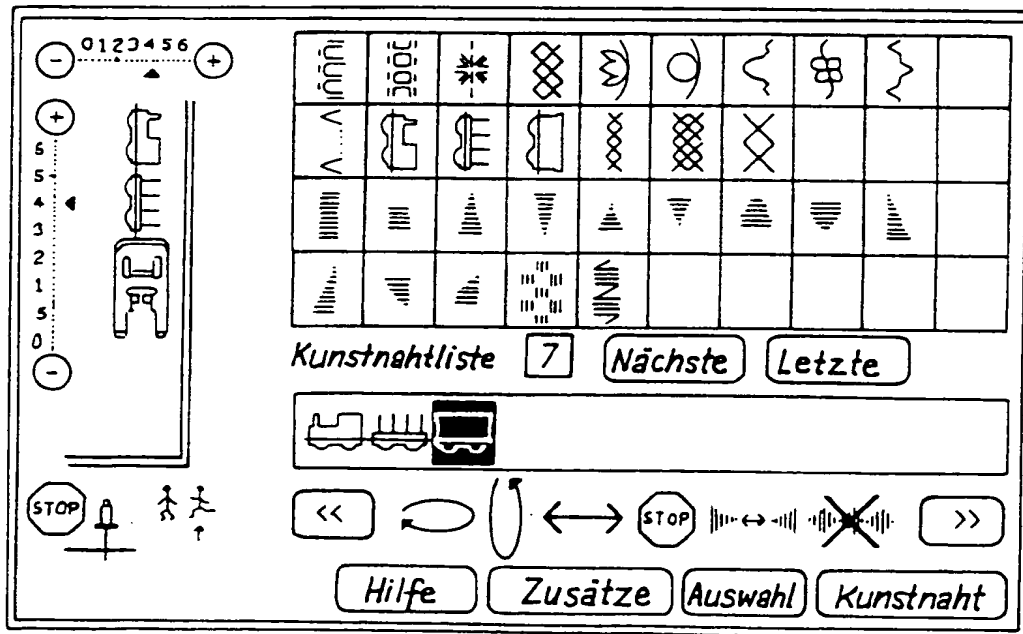 0123456
6
5
4
3
2
1
5
0
Kunstnahtliste 7 Nächste Letzte
STOP
<< STOP >>
Hilfe Zusätze Auswahl Kunstnaht